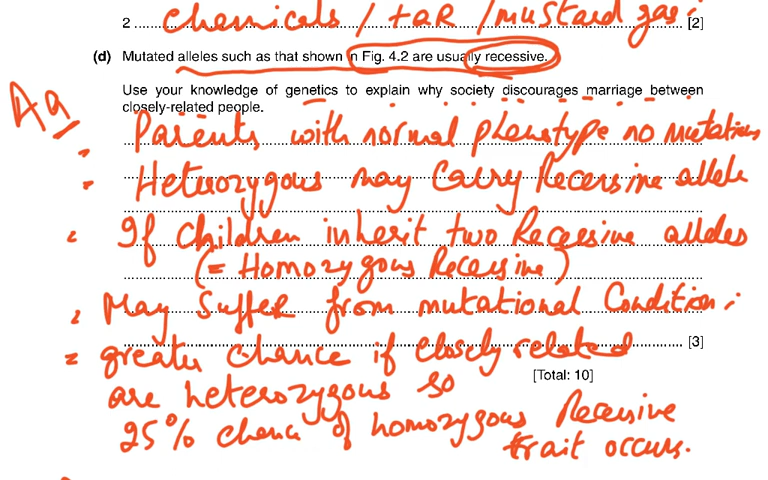 2 chemicals / tar / mustard gas; [2]
(d) Mutated alleles such as that shown in Fig. 4.2 are usually recessive.
Use your knowledge of genetics to explain why society discourages marriage between
closely-related people.
Aa
Parents with normal phenotype no mutations
Heterozygous may carry Recessive allele
If children inherit two Recessive alleles
(= Homozygous Recessive)
May Suffer from mutational Condition;
[3]
greater chance if closely related
[Total: 10]
are heterozygous so
25% chance of homozygous Recessive
trait occurs.